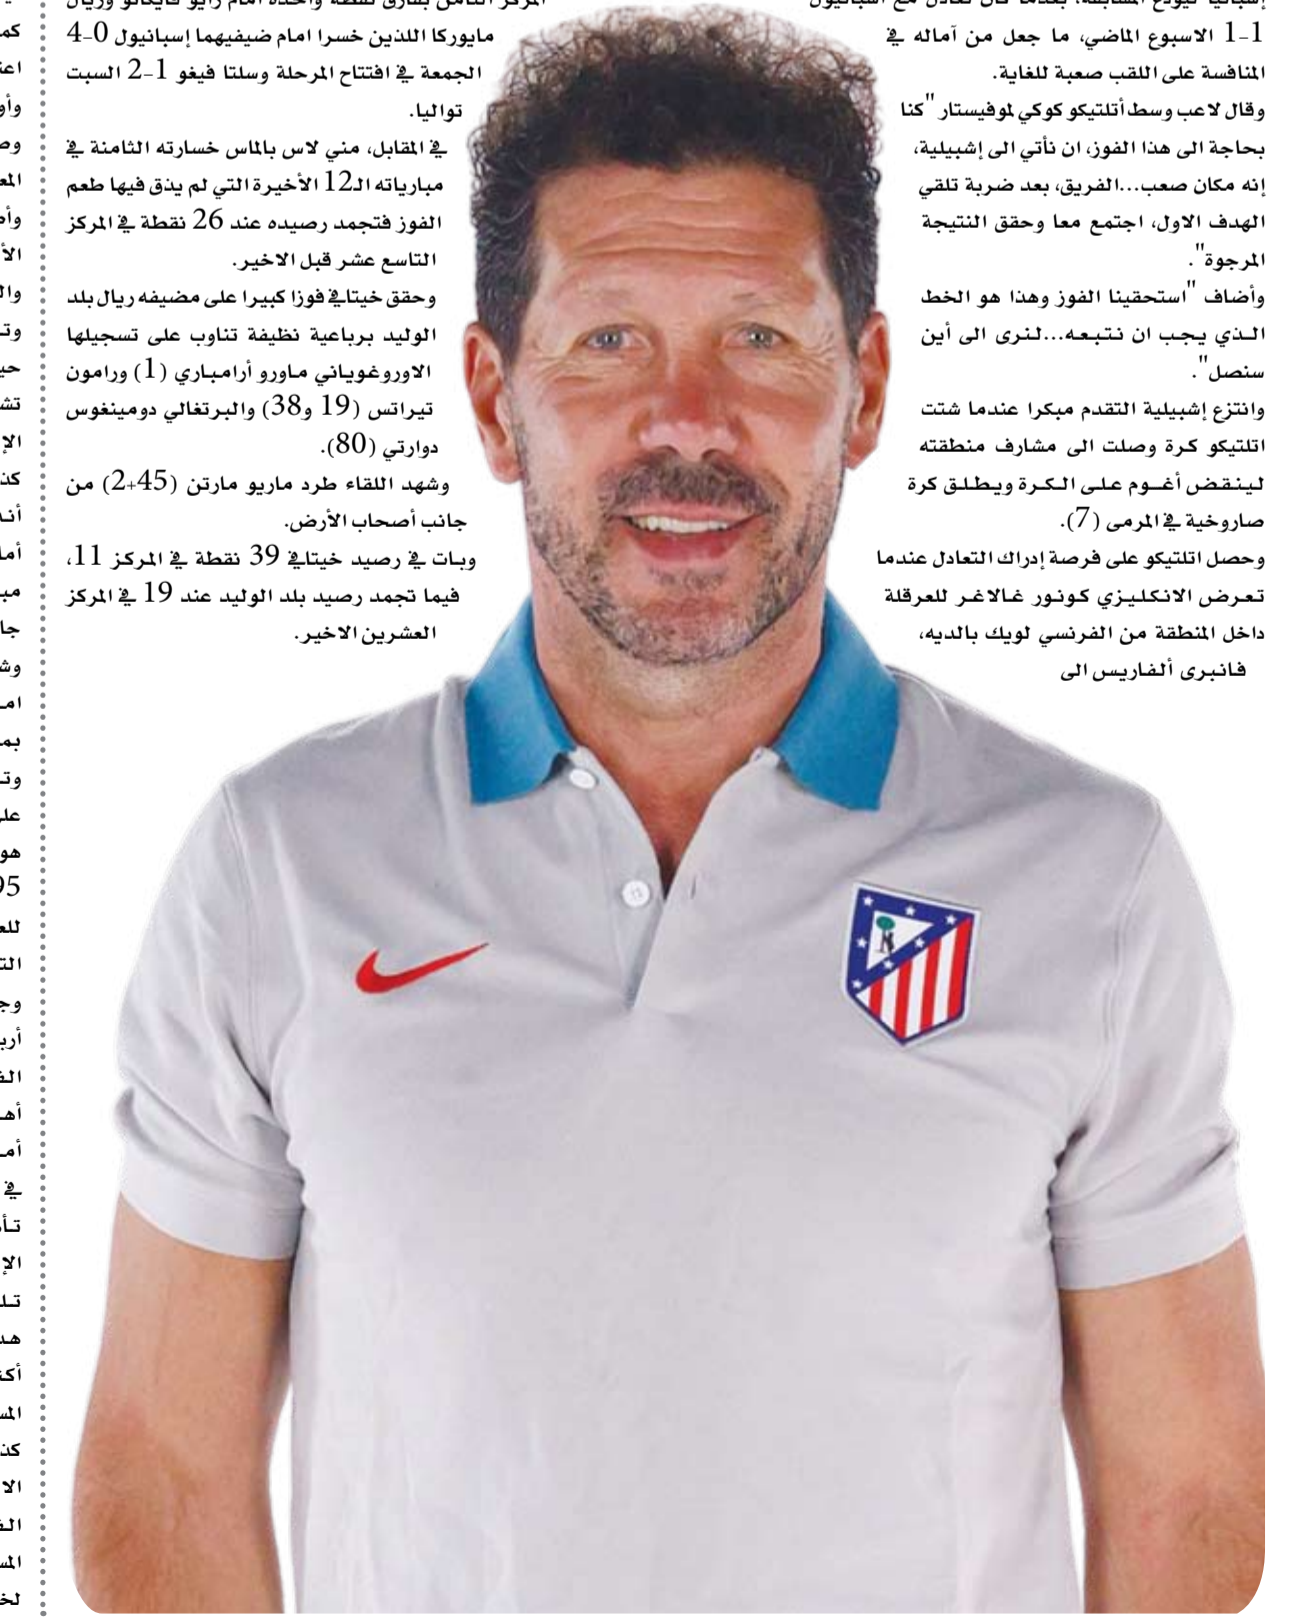 1-1 الاسبوع الماضي، ما جعل من آماله في
المنافسة على اللقب صعبة للغاية.
وقال لاعب وسط أتلتيكو كوكي لموفيستار "كنا
بحاجة الى هذا الفوز، ان نأتي الى إشبيلية،
إنه مكان صعب...الفريق، بعد ضربة تلقي
الهدف الاول، اجتمع معا وحقق النتيجة
المرجوة".
وأضاف "استحقينا الفوز وهذا هو الخط
الذي يجب ان نتبعه...لنرى الى أين
سنصل".
وانتزع إشبيلية التقدم مبكرا عندما شتت
اتلتيكو كرة وصلت الى مشارف منطقته
لينقض أغوم على الكرة ويطلق كرة
صاروخية في المرمى (7).
وحصل اتلتيكو على فرصة إدراك التعادل عندما
تعرض الانكليزي كونور غالاغر للعرقلة
داخل المنطقة من الفرنسي لويك بالديه،
فانبرى ألفاريس الى
مايوركا اللذين خسرا امام ضيفيهما إسبانيول 0-4
الجمعة في افتتاح المرحلة وسلتا فيغو 1-2 السبت
تواليا.
في المقابل، مني لاس بالماس خسارته الثامنة في
مبارياته الـ12 الأخيرة التي لم يذق فيها طعم
الفوز فتجمد رصيده عند 26 نقطة في المركز
التاسع عشر قبل الاخير.
وحقق خيتافي فوزا كبيرا على مضيفه ريال بلد
الوليد برباعية نظيفة تناوب على تسجيلها
الاوروغوياني ماورو أرامباري (1) ورامون
تيراتس (19 و38) والبرتغالي دومينغوس
دوارتي (80).
وشهد اللقاء طرد ماريو مارتن (45+2) من
جانب أصحاب الأرض.
وبات في رصيد خيتافي 39 نقطة في المركز 11،
فيما تجمد رصيد بلد الوليد عند 19 في المركز
العشرين الاخير.